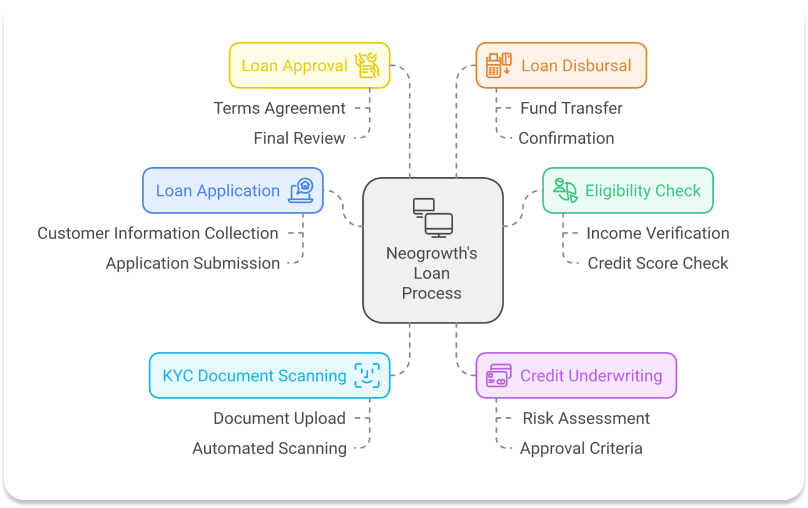 Loan Approval
Terms Agreement
Final Review
Loan Disbursal
Fund Transfer
Confirmation
Loan Application
Customer Information Collection
Application Submission
Neogrowth's
Loan
Process
Eligibility Check
Income Verification
Credit Score Check
KYC Document Scanning
Document Upload
Automated Scanning
Credit Underwriting
Risk Assessment
Approval Criteria